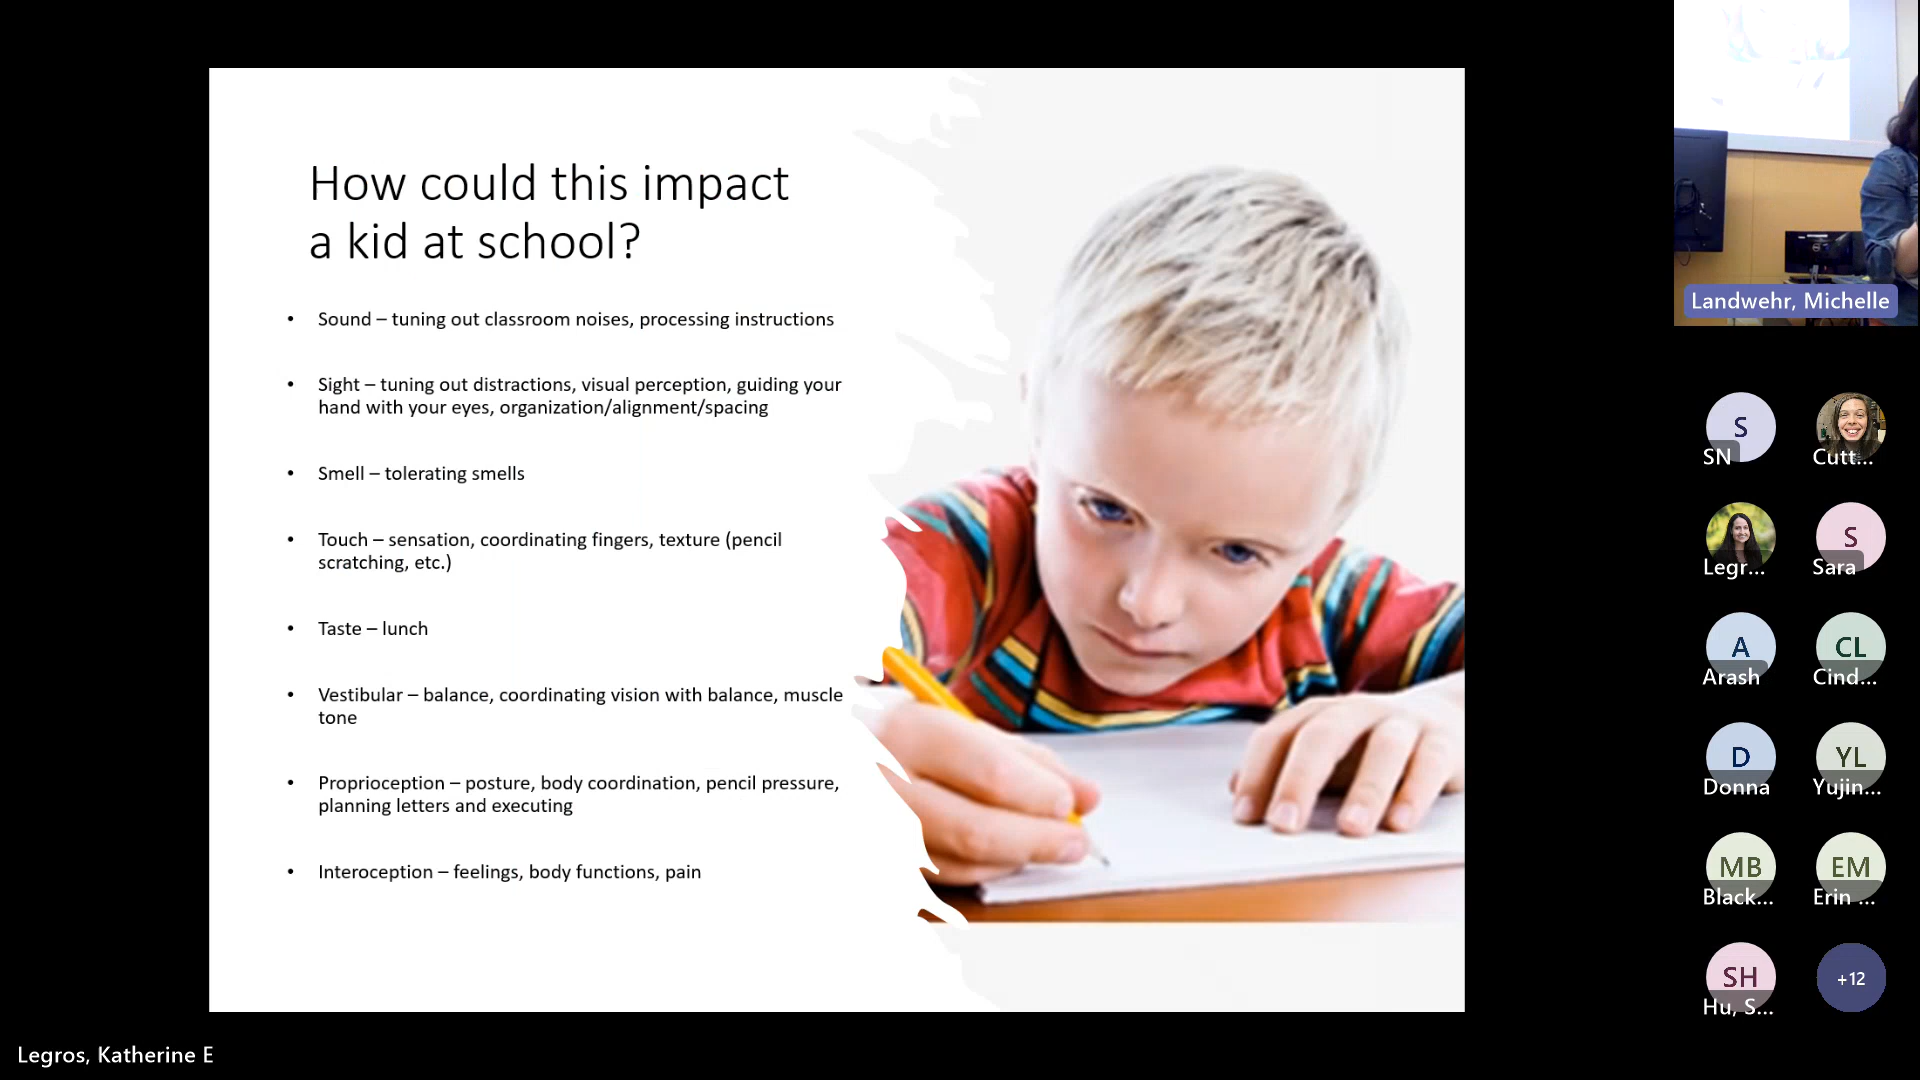 How could this impact
a kid at school?
• Sound – tuning out classroom noises, processing instructions
• Sight – tuning out distractions, visual perception, guiding your
hand with your eyes, organization/alignment/spacing
• Smell – tolerating smells
• Touch – sensation, coordinating fingers, texture (pencil
scratching, etc.)
• Taste – lunch
• Vestibular – balance, coordinating vision with balance, muscle
tone
• Proprioception – posture, body coordination, pencil pressure,
planning letters and executing
• Interoception – feelings, body functions, pain
Landwehr, Michelle
S
SN
Cutt...
Legr...
S
Sara
A
Arash
CL
Cind...
D
Donna
YL
Yujin...
MB
Black...
EM
Erin ...
SH
Hu, S...
+12
Legros, Katherine E